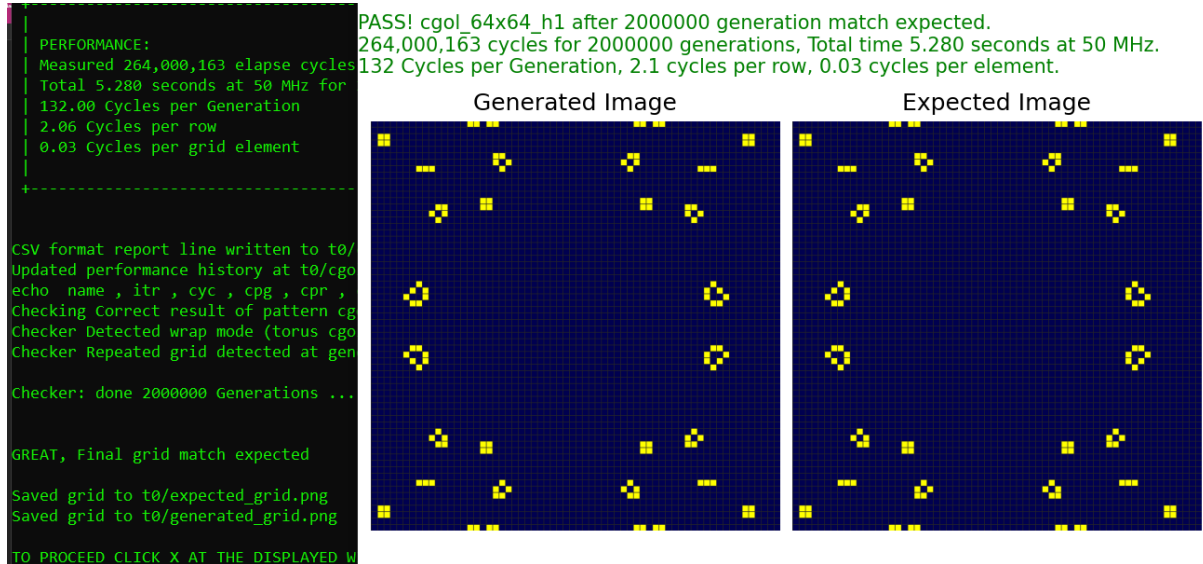 PERFORMANCE:
Measured 264,000,163 elapse cycles
Total 5.280 seconds at 50 MHz for
132.00 Cycles per Generation
2.06 Cycles per row
0.03 Cycles per grid element
CSV format report line written to t0/
Updated performance history at t0/cgo
echo name , itr , cyc , cpg , cpr ,
Checking Correct result of pattern cg
Checker Detected wrap mode (torus cgo
Checker Repeated grid detected at gen
Checker: done 2000000 Generations ...
GREAT, Final grid match expected
Saved grid to t0/expected_grid.png
Saved grid to t0/generated_grid.png
TO PROCEED CLICK X AT THE DISPLAYED W
PASS! cgol_64x64_h1 after 2000000 generation match expected.
264,000,163 cycles for 2000000 generations, Total time 5.280 seconds at 50 MHz.
132 Cycles per Generation, 2.1 cycles per row, 0.03 cycles per element.
Generated Image
Expected Image